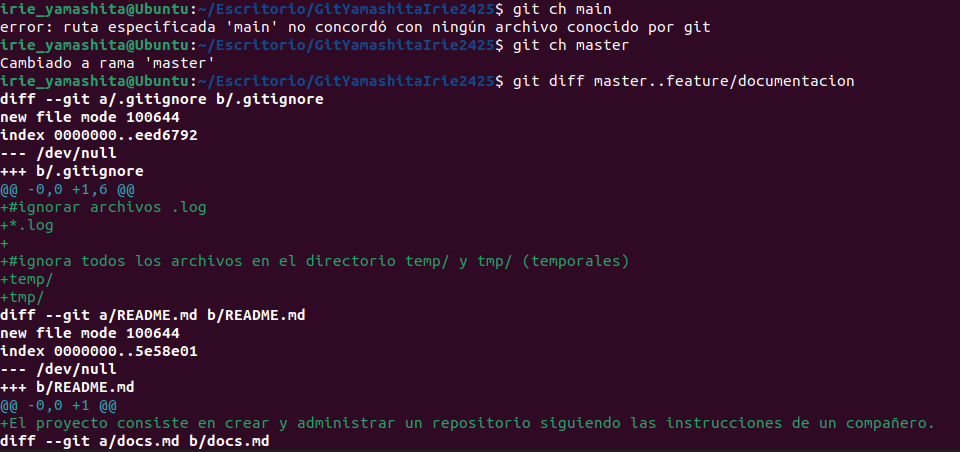 irie_yamashita@Ubuntu:~/Escritorio/GitYamashitaIrie2425$ git ch main
error: ruta especificada 'main' no concordó con ningún archivo conocido por git
irie_yamashita@Ubuntu:~/Escritorio/GitYamashitaIrie2425$ git ch master
Cambiado a rama 'master'
irie_yamashita@Ubuntu:~/Escritorio/GitYamashitaIrie2425$ git diff master..feature/documentacion
diff --git a/.gitignore b/.gitignore
new file mode 100644
index 0000000..eed6792
--- /dev/null
+++ b/.gitignore
@@ -0,0 +1,6 @@
+#ignorar archivos .log
+*.log
+
+#ignora todos los archivos en el directorio temp/ y tmp/ (temporales)
+temp/
+tmp/
diff --git a/README.md b/README.md
new file mode 100644
index 0000000..5e58e01
--- /dev/null
+++ b/README.md
@@ -0,0 +1 @@
+El proyecto consiste en crear y administrar un repositorio siguiendo las instrucciones de un compañero.
diff --git a/docs.md b/docs.md